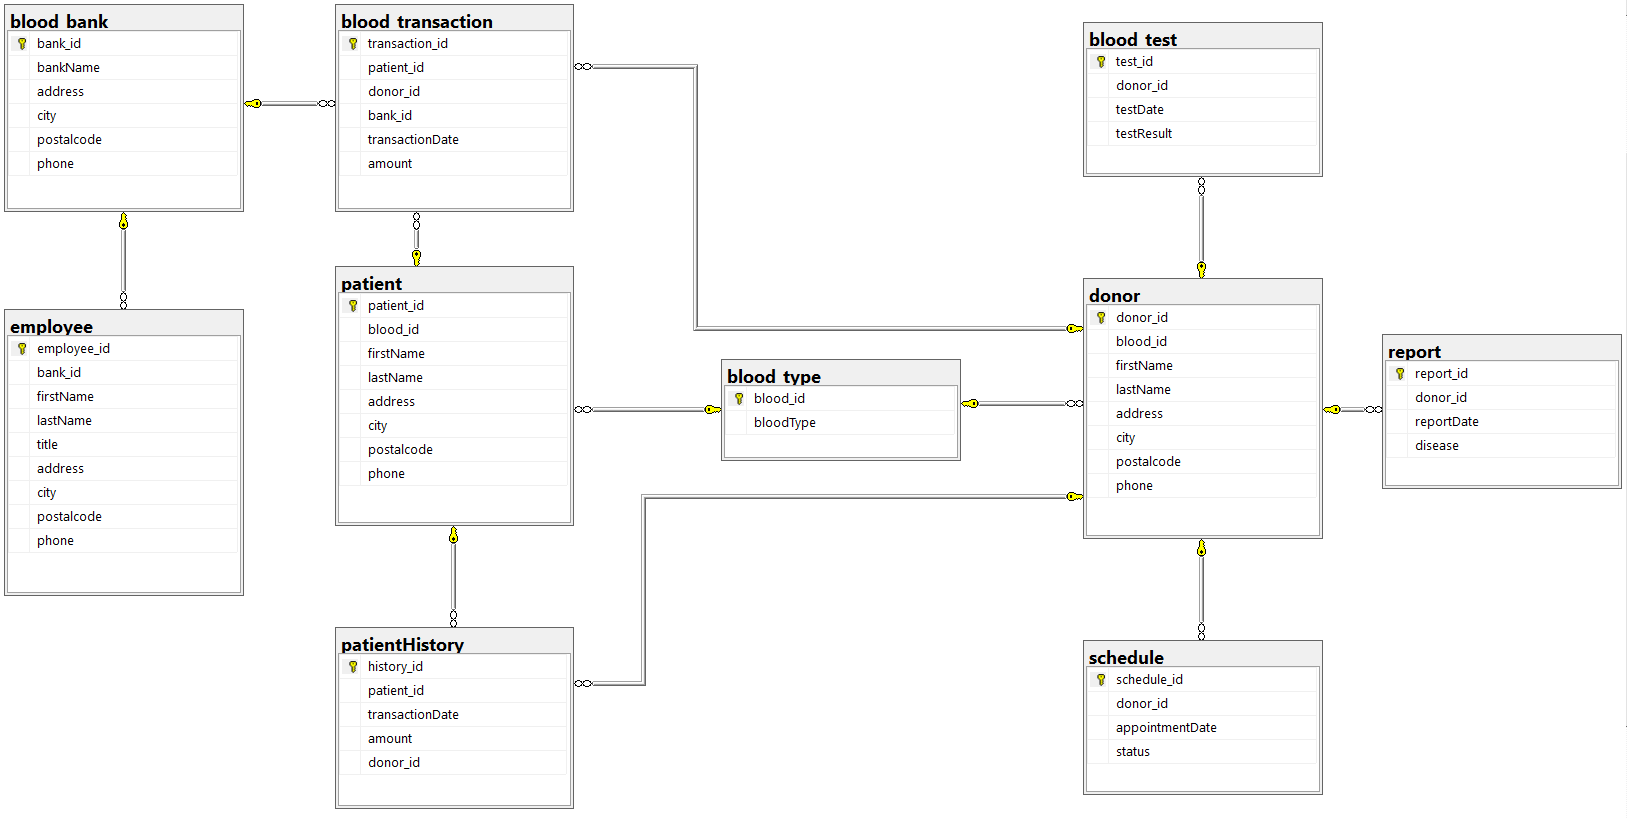 blood_bank
bank_id
bankName
address
city
postalcode
phone
blood_transaction
transaction_id
patient_id
donor_id
bank_id
transactionDate
amount
blood_test
test_id
donor_id
testDate
testResult
employee
employee_id
bank_id
firstName
lastName
title
address
city
postalcode
phone
patient
patient_id
blood_id
firstName
lastName
address
city
postalcode
phone
blood_type
blood_id
bloodType
donor
donor_id
blood_id
firstName
lastName
address
city
postalcode
phone
report
report_id
donor_id
reportDate
disease
patientHistory
history_id
patient_id
transactionDate
amount
donor_id
schedule
schedule_id
donor_id
appointmentDate
status